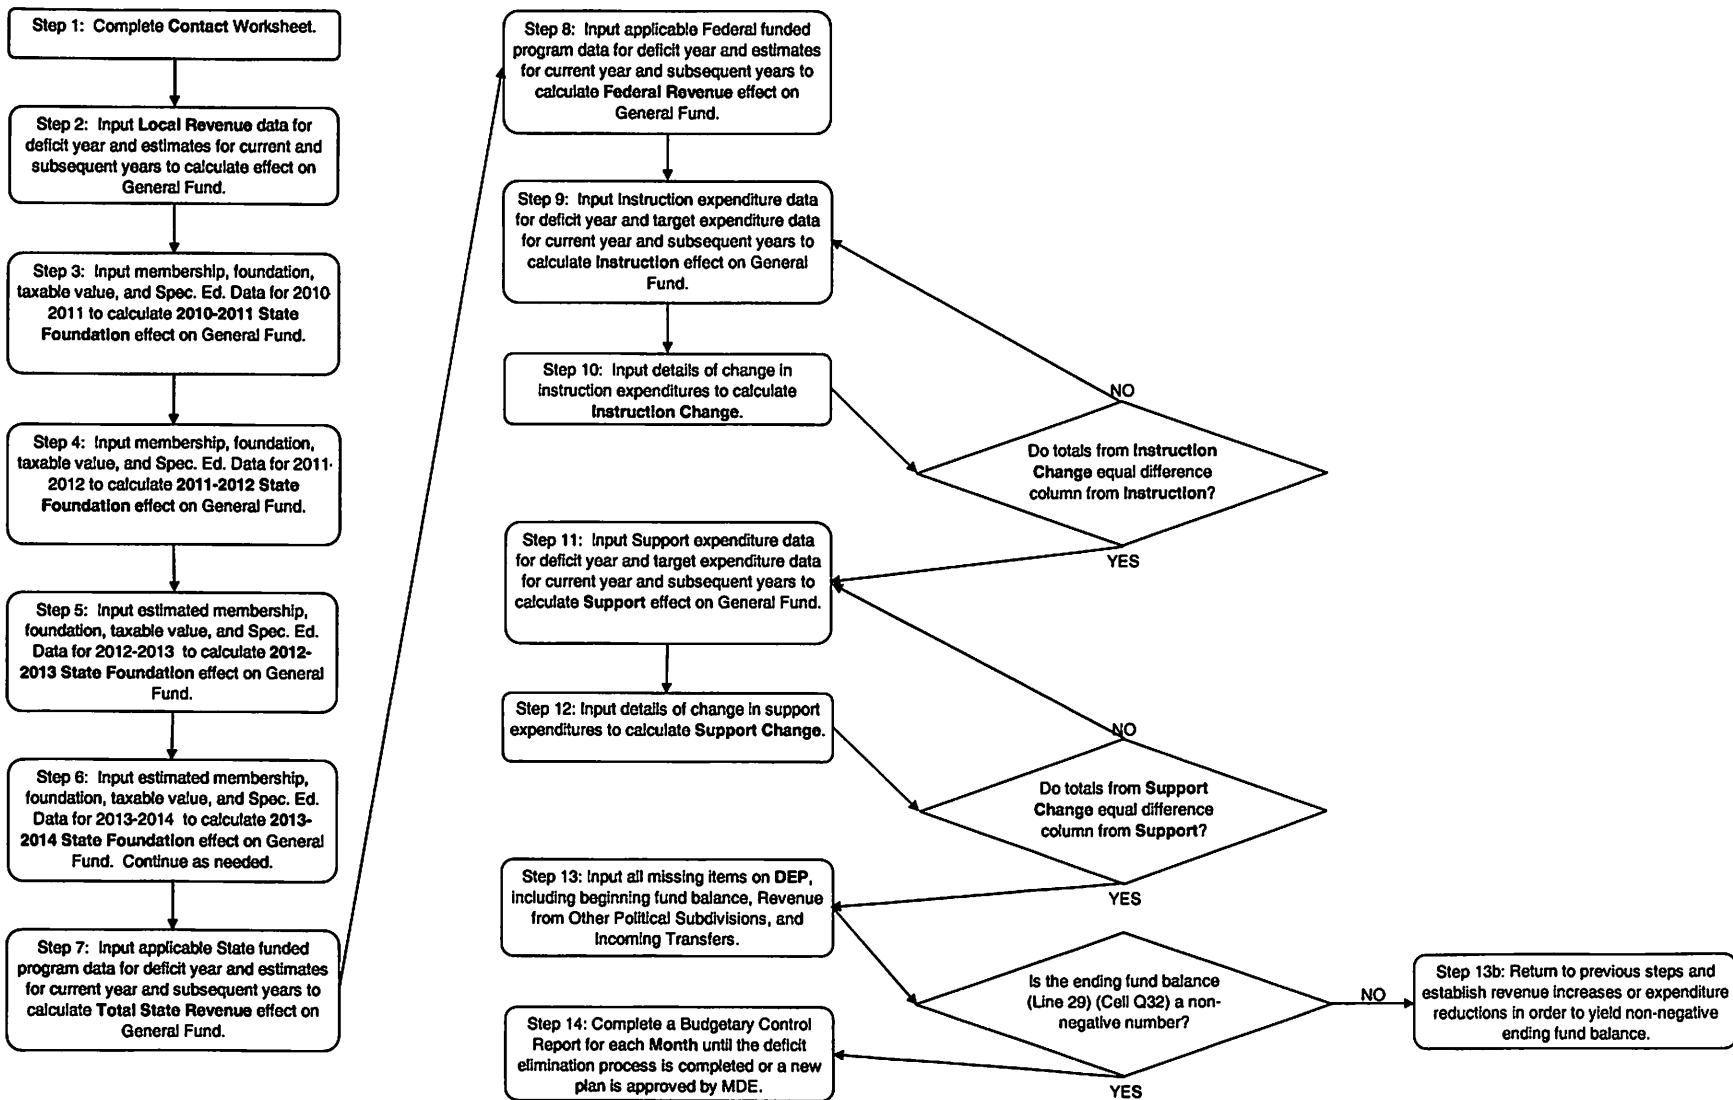 Step 1: Complete Contact Worksheet.
Step 2: Input Local Revenue data for
deficit year and estimates for current and
subsequent years to calculate effect on
General Fund.
Step 3: Input membership, foundation,
taxable value, and Spec. Ed. Data for 2010-
2011 to calculate 2010-2011 State
Foundation effect on General Fund.
Step 4: Input membership, foundation,
taxable value, and Spec. Ed. Data for 2011-
2012 to calculate 2011-2012 State
Foundation effect on General Fund.
Step 5: Input estimated membership,
foundation, taxable value, and Spec. Ed.
Data for 2012-2013 to calculate 2012-
2013 State Foundation effect on General
Fund.
Step 6: Input estimated membership,
foundation, taxable value, and Spec. Ed.
Data for 2013-2014 to calculate 2013-
2014 State Foundation effect on General
Fund. Continue as needed.
Step 7: Input applicable State funded
program data for deficit year and estimates
for current year and subsequent years to
calculate Total State Revenue effect on
General Fund.
Step 8: Input applicable Federal funded
program data for deficit year and estimates
for current year and subsequent years to
calculate Federal Revenue effect on
General Fund.
Step 9: Input Instruction expenditure data
for deficit year and target expenditure data
for current year and subsequent years to
calculate Instruction effect on General
Fund.
Step 10: Input details of change in
instruction expenditures to calculate
Instruction Change.
NO
Do totals from Instruction
Change equal difference
column from Instruction?
YES
Step 11: Input Support expenditure data
for deficit year and target expenditure data
for current year and subsequent years to
calculate Support effect on General Fund.
Step 12: Input details of change in support
expenditures to calculate Support Change.
NO
Do totals from Support
Change equal difference
column from Support?
YES
Step 13: Input all missing items on DEP,
including beginning fund balance, Revenue
from Other Political Subdivisions, and
Incoming Transfers.
Is the ending fund balance
(Line 29) (Cell Q32) a non-
negative number?
NO
Step 13b: Return to previous steps and
establish revenue increases or expenditure
reductions in order to yield non-negative
ending fund balance.
YES
Step 14: Complete a Budgetary Control
Report for each Month until the deficit
elimination process is completed or a new
plan is approved by MDE.